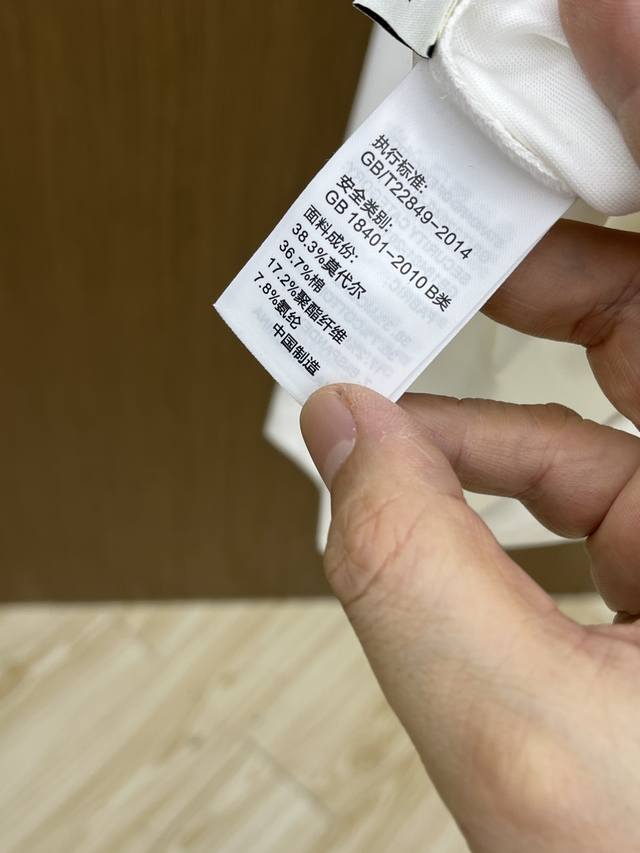 执行标准:
GB/T22849-2014
安全类别:
GB 18401-2010 B类
面料成份:
38.3%莫代尔
36.7%棉
17.2%聚酯纤维
7.8%氨纶
中国制造